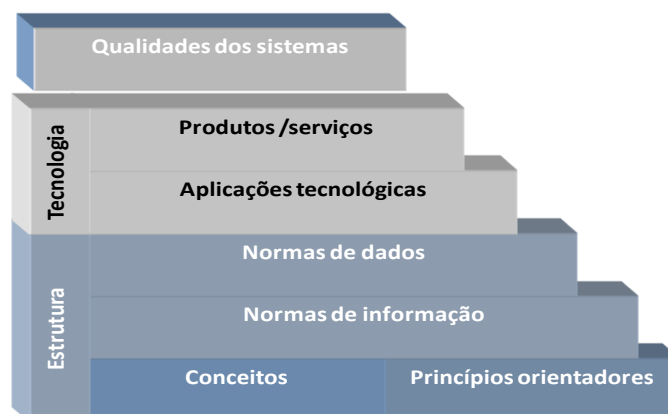 Qualidades dos sistemas
Tecnologia
Produtos /serviços
Aplicações tecnológicas
Estrutura
Normas de dados
Normas de informação
Conceitos
Princípios orientadores